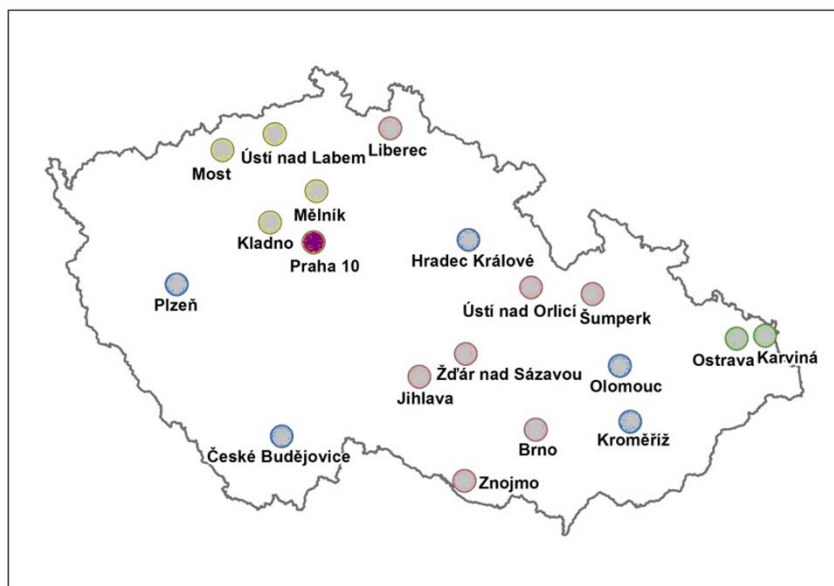 Liberec
Ústí nad Labem
Most
Mělník
Kladno
Praha 10
Hradec Králové
Plzeň
Ústí nad Orlicí
Šumperk
Ostrava
Karviná
Žďár nad Sázavou
Olomouc
Jihlava
Kroměříž
Brno
České Budějovice
Znojmo